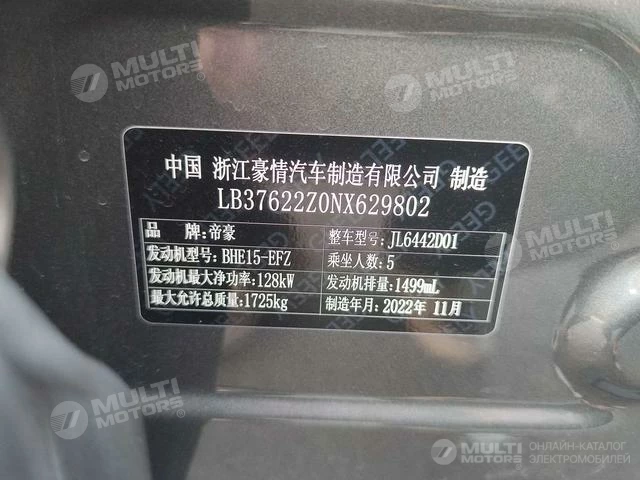 MULTI MOTORS
MULTI MOTORS
MULTI MOTORS
中国 浙江豪情汽车制造有限公司 制造
LB37622Z0NX629802
品 牌:帝豪 整车型号:JL6442D01
发动机型号:BHE15-EFZ 乘坐人数:5
发动机最大净功率:128kW 发动机排量:1499mL
最大允许总质量:1725kg 制造年月:2022年 11月
GEELY
MULTI MOTORS
MULTI MOTORS
ОНЛАЙН-КАТАЛОГ
ЭЛЕКТРОМОБИЛЕЙ